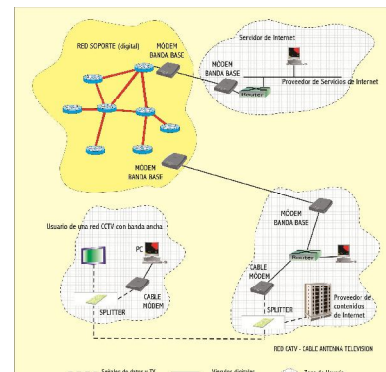 RED SOPORTE (digital)
MÓDEM
BANDA BASE
Servidor de Internet
MÓDEM
BANDA BASE
Router
Proveedor de Servicios de Internet
MÓDEM
BANDA BASE
Usuario de una red CCTV con banda ancha
PC
CABLE
MÓDEM
SPLITTER
MÓDEM
BANDA BASE
Router
CABLE
MÓDEM
SPLITTER
Proveedor de
contenidos
de Internet
RED CATV - CABLE ANTENNA TELEVISION